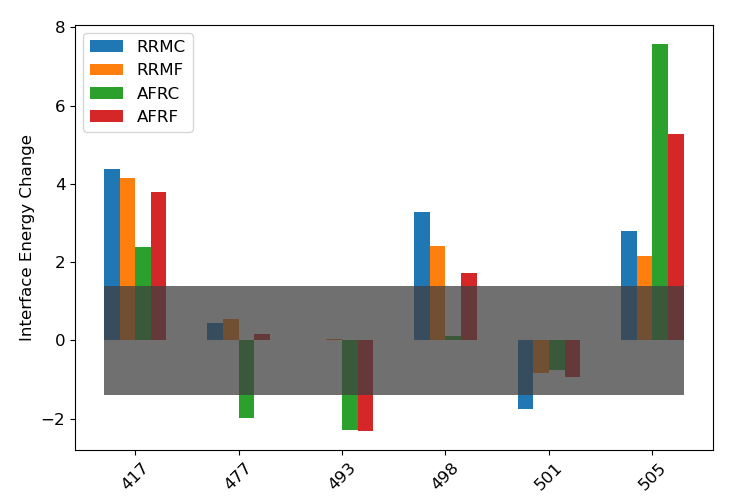 Interface Energy Change
8
6
4
2
0
−2
RRMC
RRMF
AFRC
AFRF
417
477
493
498
501
505